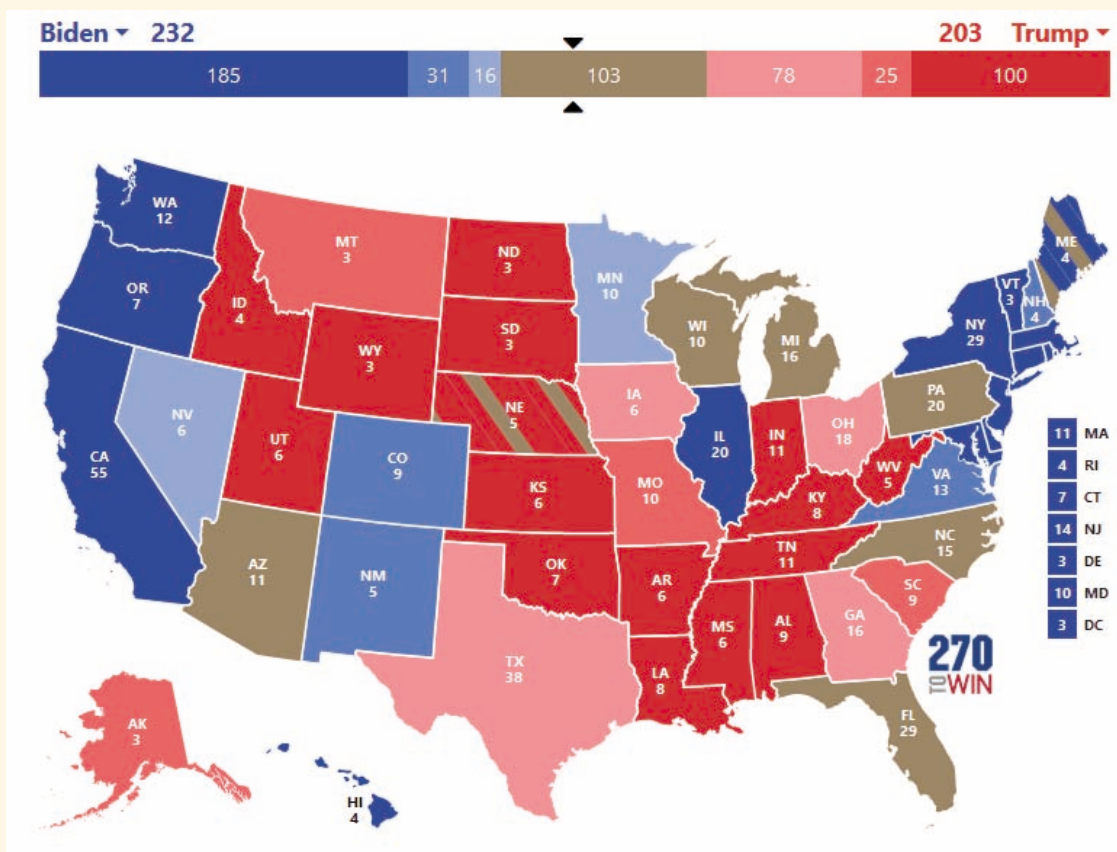 Biden 232
203 Trump
185 31 16 103 78 25 100
WA
12
OR
7
CA
55
NV
6
ID
4
MT
3
WY
3
UT
6
AZ
11
CO
9
NM
5
ND
3
SD
3
NE
5
KS
6
OK
7
TX
38
MN
10
IA
6
MO
10
AR
6
LA
8
WI
10
IL
20
MI
16
IN
11
OH
18
KY
8
TN
11
MS
6
AL
9
GA
16
FL
29
SC
9
NC
15
VA
13
WV
5
PA
20
NY
29
VT
3
NH
4
ME
4
11 MA
4 RI
7 CT
14 NJ
3 DE
10 MD
3 DC
AK
3
HI
4
270
TO WIN